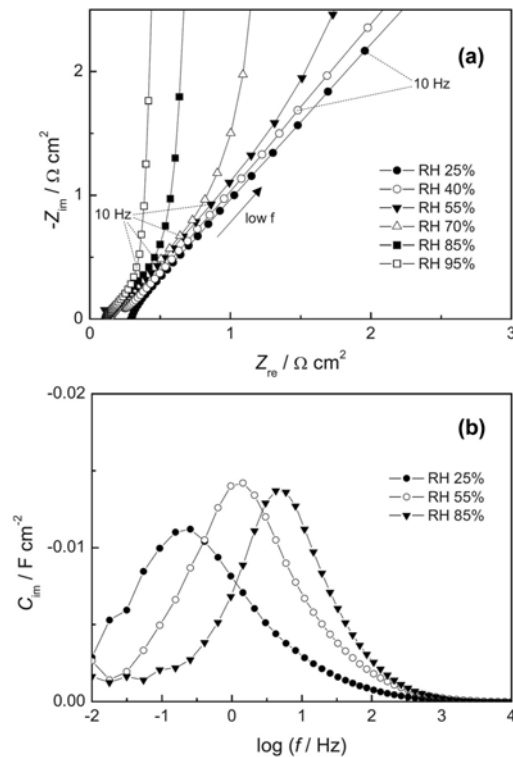 (a)
2
1
0
-Z_im / Ω cm²
10 Hz
10 Hz
low f
RH 25%
RH 40%
RH 55%
RH 70%
RH 85%
RH 95%
0 1 2 3
Z_re / Ω cm²
(b)
-0.02
-0.01
0.00
C_im / F cm⁻²
RH 25%
RH 55%
RH 85%
-2 -1 0 1 2 3 4
log (f / Hz)